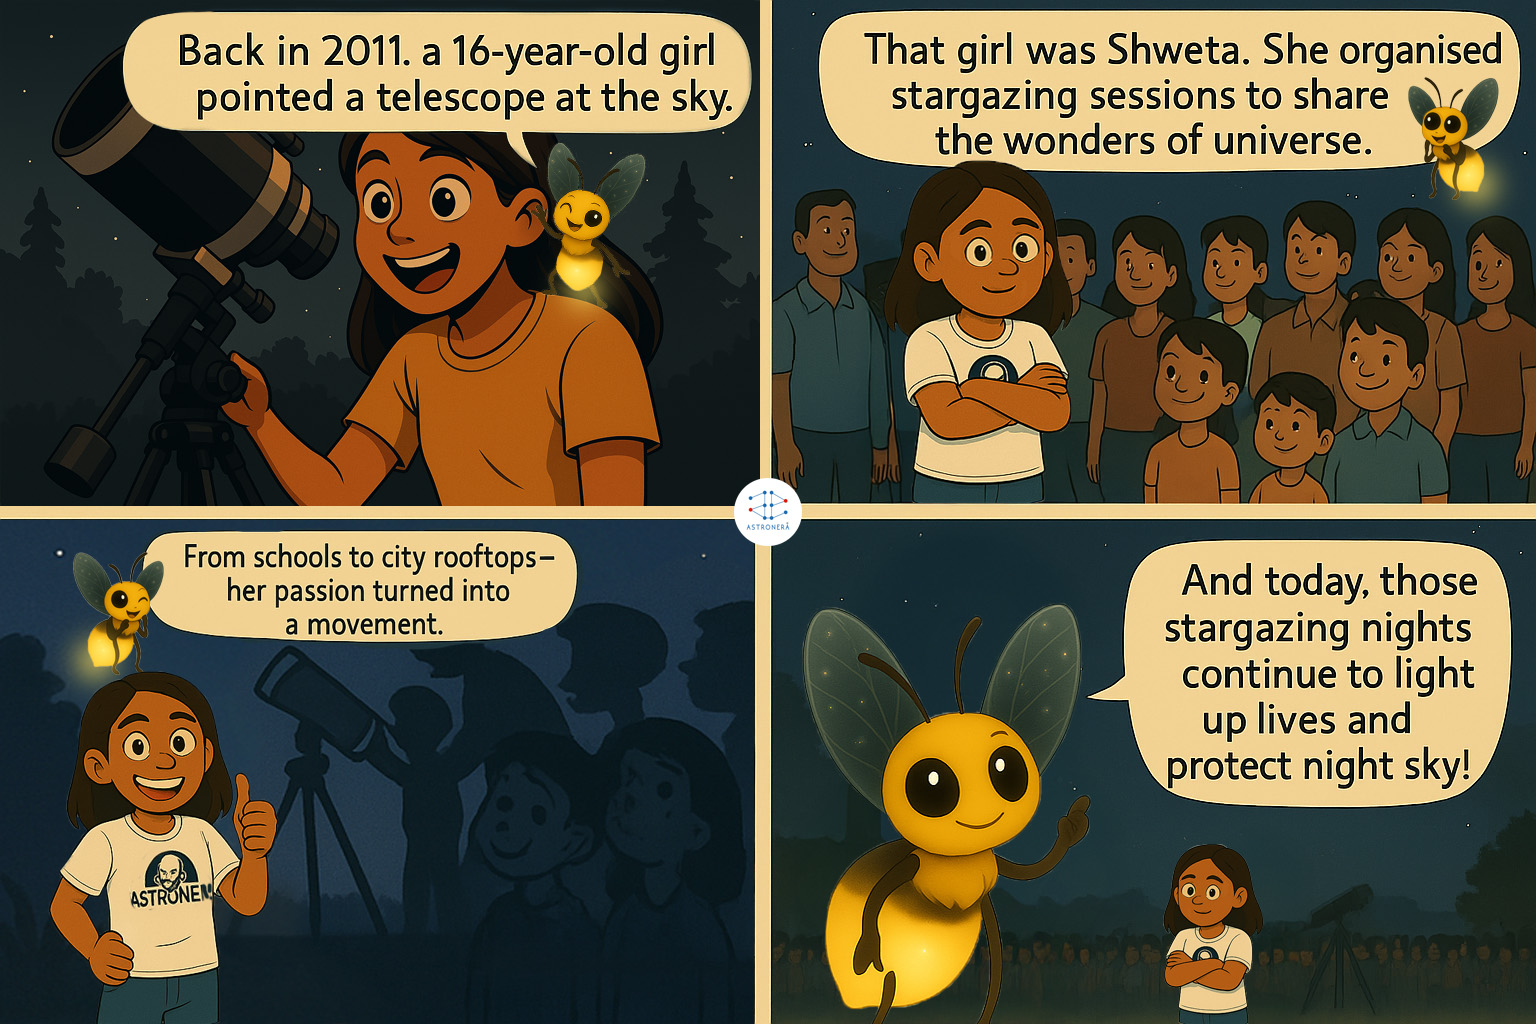 Back in 2011. a 16-year-old girl
pointed a telescope at the sky.
That girl was Shweta. She organised
stargazing sessions to share
the wonders of universe.
From schools to city rooftops–
her passion turned into
a movement.
ASTRONEM
ASTRONERA
And today, those
stargazing nights
continue to light
up lives and
protect night sky!